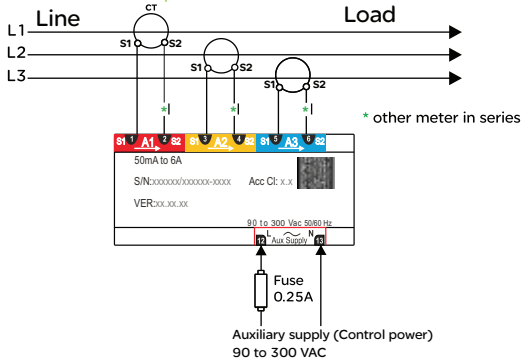 CT
Line
Load
L1
S1 S2
L2
S1 S2
L3
S1 S2
*
*
*
* other meter in series
S1 1 A1 2 S2 S1 3 A2 4 S2 S1 5 A3 6 S2
50mA to 6A
S/N:xxxxxx/xxxxxx-xxxx Acc Cl: x.x
VER:xx.xx.xx
90 to 300 Vac 50/60 Hz
L N
12 Aux Supply 13
Fuse
0.25A
Auxiliary supply (Control power)
90 to 300 VAC